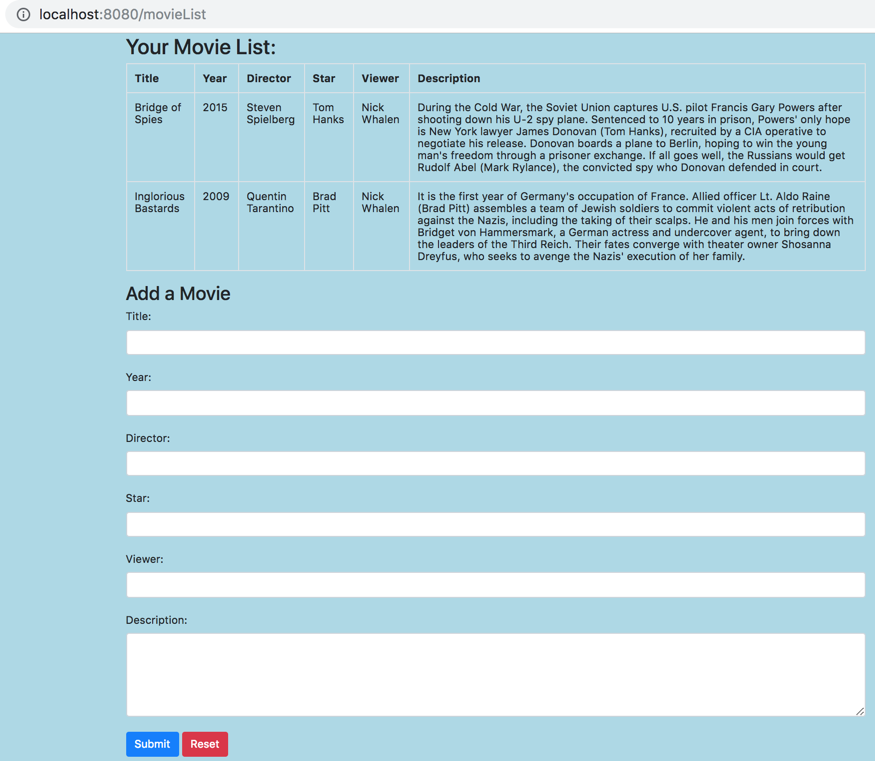 localhost:8080/movieList
Your Movie List:
Title Year Director Star Viewer Description
Bridge of Spies 2015 Steven Spielberg Tom Hanks Nick Whalen
During the Cold War, the Soviet Union captures U.S. pilot Francis Gary Powers after
shooting down his U-2 spy plane. Sentenced to 10 years in prison, Powers' only hope
is New York lawyer James Donovan (Tom Hanks), recruited by a CIA operative to
negotiate his release. Donovan boards a plane to Berlin, hoping to win the young
man's freedom through a prisoner exchange. If all goes well, the Russians would get
Rudolf Abel (Mark Rylance), the convicted spy who Donovan defended in court.
Inglorious Bastards 2009 Quentin Tarantino Brad Pitt Nick Whalen
It is the first year of Germany's occupation of France. Allied officer Lt. Aldo Raine
(Brad Pitt) assembles a team of Jewish soldiers to commit violent acts of retribution
against the Nazis, including the taking of their scalps. He and his men join forces with
Bridget von Hammersmark, a German actress and undercover agent, to bring down
the leaders of the Third Reich. Their fates converge with theater owner Shosanna
Dreyfus, who seeks to avenge the Nazis' execution of her family.
Add a Movie
Title:
Year:
Director:
Star:
Viewer:
Description:
Submit Reset